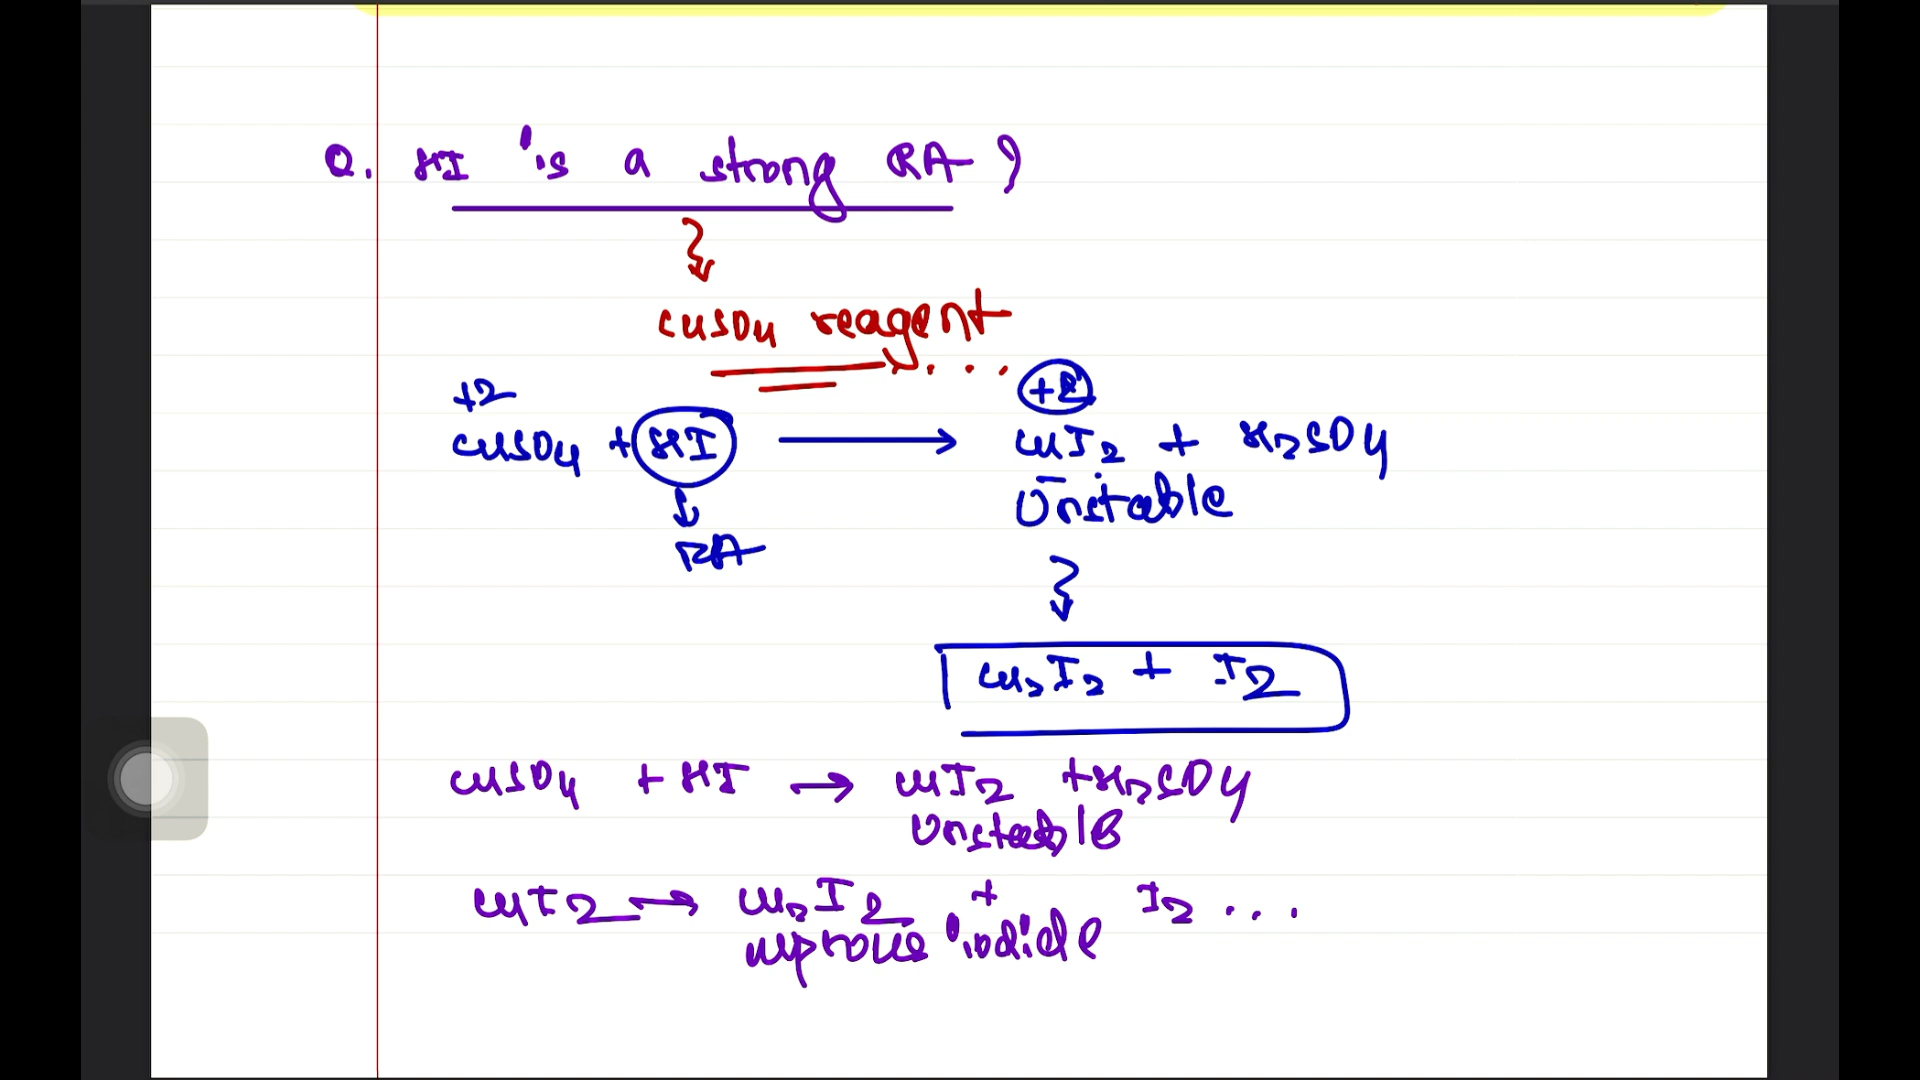 Q. HI is a strong RA ?
CuSO4 reagent ....
+2 +2
CuSO4 + HI → CuI2 + H2SO4
Unstable
RA
Cu2I2 + I2
CuSO4 + HI → CuI2 + H2SO4
Unstable
CuI2 → Cu2I2 + I2 ...
cuprous iodide